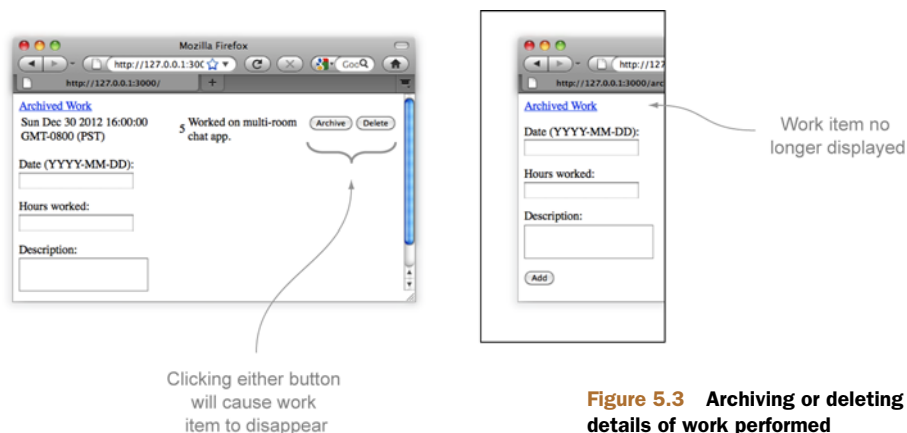 Mozilla Firefox
http://127.0.0.1:300
Goo
http://127.0.0.1:3000/
+
Archived Work
Sun Dec 30 2012 16:00:00
GMT-0800 (PST)
5 Worked on multi-room
chat app.
Archive
Delete
Date (YYYY-MM-DD):
Hours worked:
Description:
Clicking either button
will cause work
item to disappear
http://127
http://127.0.0.1:3000/arc
Archived Work
Date (YYYY-MM-DD):
Hours worked:
Description:
Add
Work item no
longer displayed
Figure 5.3 Archiving or deleting
details of work performed